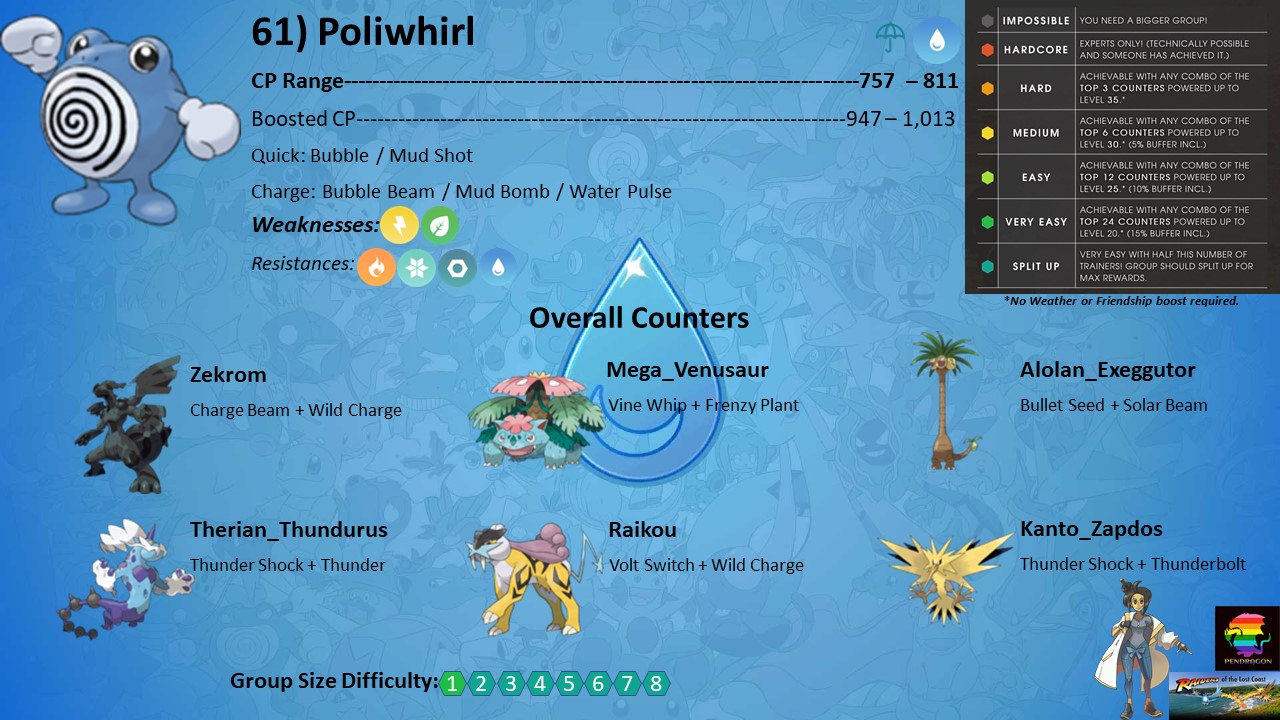 61) Poliwhirl
CP Range---757 – 811
Boosted CP---947 – 1,013
Quick: Bubble / Mud Shot
Charge: Bubble Beam / Mud Bomb / Water Pulse
Weaknesses:
Resistances:
IMPOSSIBLE YOU NEED A BIGGER GROUP!
HARDCORE EXPERTS ONLY! (TECHNICALLY POSSIBLE
AND SOMEONE HAS ACHIEVED IT.)
HARD ACHIEVABLE WITH ANY COMBO OF THE
TOP 3 COUNTERS POWERED UP TO
LEVEL 35.*
MEDIUM ACHIEVABLE WITH ANY COMBO OF THE
TOP 6 COUNTERS POWERED UP TO
LEVEL 30.* (5% BUFFER INCL.)
EASY ACHIEVABLE WITH ANY COMBO OF THE
TOP 12 COUNTERS POWERED UP TO
LEVEL 25.* (10% BUFFER INCL.)
VERY EASY ACHIEVABLE WITH ANY COMBO OF THE
TOP 24 COUNTERS POWERED UP TO
LEVEL 20.* (15% BUFFER INCL.)
SPLIT UP VERY EASY WITH HALF THIS NUMBER OF
TRAINERS! GROUP SHOULD SPLIT UP FOR
MAX REWARDS.
*No Weather or Friendship boost required.
Overall Counters
Zekrom
Charge Beam + Wild Charge
Mega_Venusaur
Vine Whip + Frenzy Plant
Alolan_Exeggutor
Bullet Seed + Solar Beam
Therian_Thundurus
Thunder Shock + Thunder
Raikou
Volt Switch + Wild Charge
Kanto_Zapdos
Thunder Shock + Thunderbolt
Group Size Difficulty: 1 2 3 4 5 6 7 8
PENDRAGON
RAIDERS of the Lost Coast